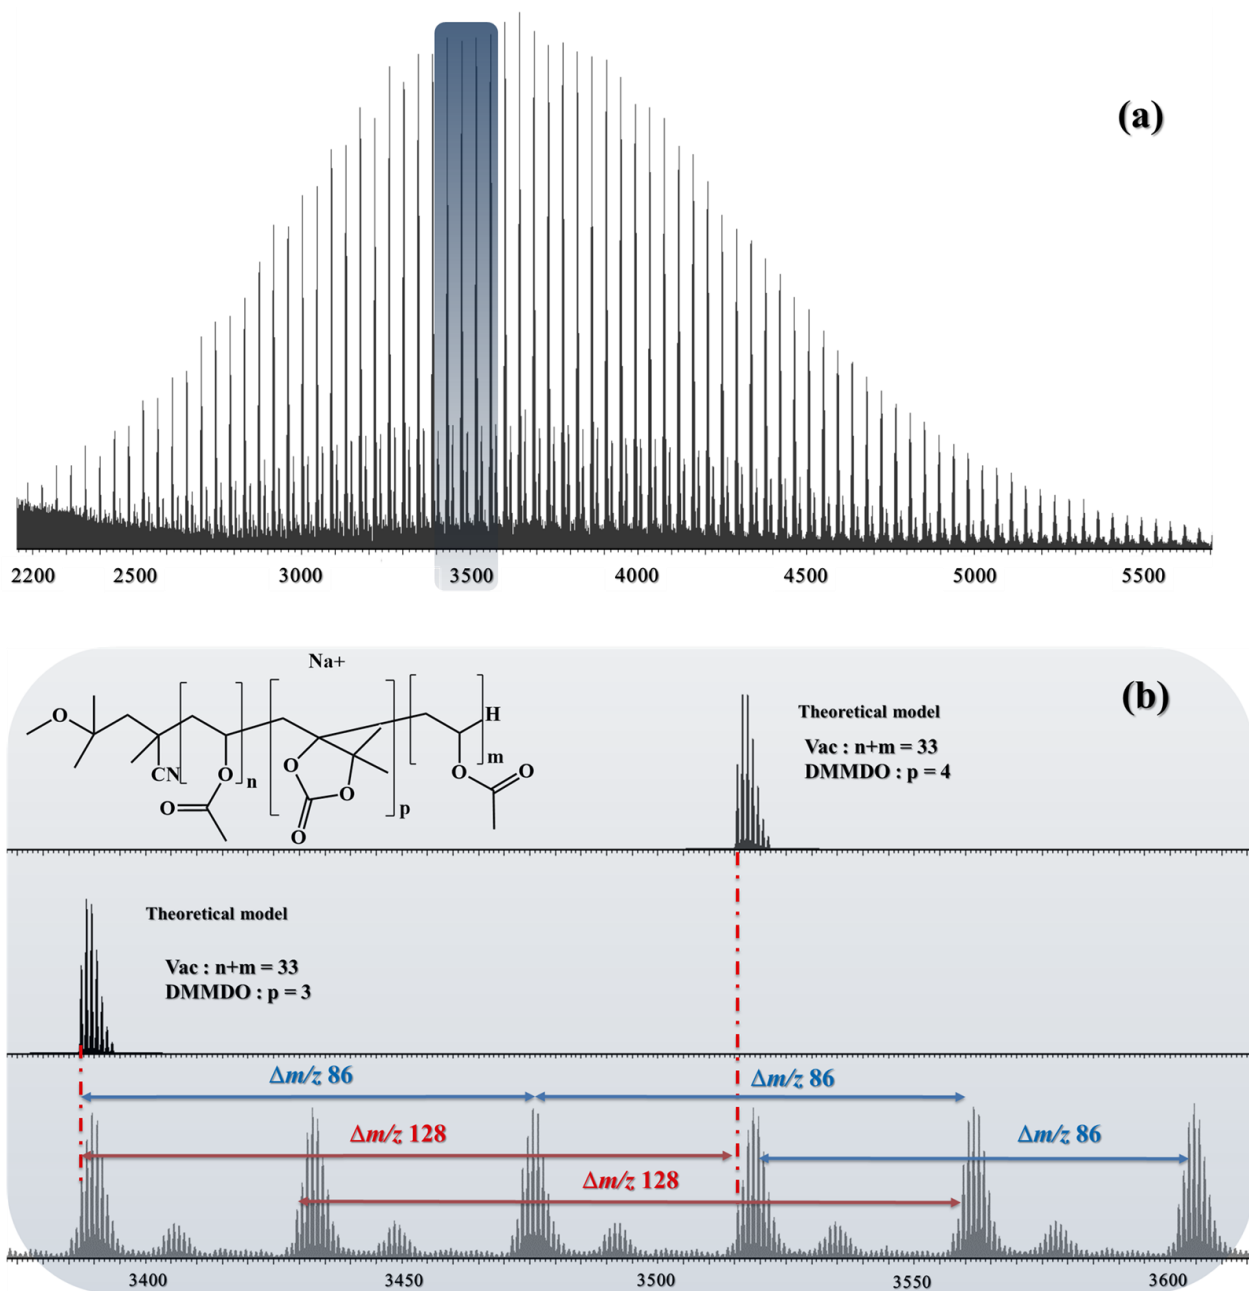 (a)
2200 2500 3000 3500 4000 4500 5000 5500
(b)
Na+
O
H
CN
O
n
O
O
O
O
p
O
O
m
O
Theoretical model
Vac : n+m = 33
DMMDO : p = 4
Theoretical model
Vac : n+m = 33
DMMDO : p = 3
Δm/z 86
Δm/z 86
Δm/z 128
Δm/z 86
Δm/z 128
3400 3450 3500 3550 3600